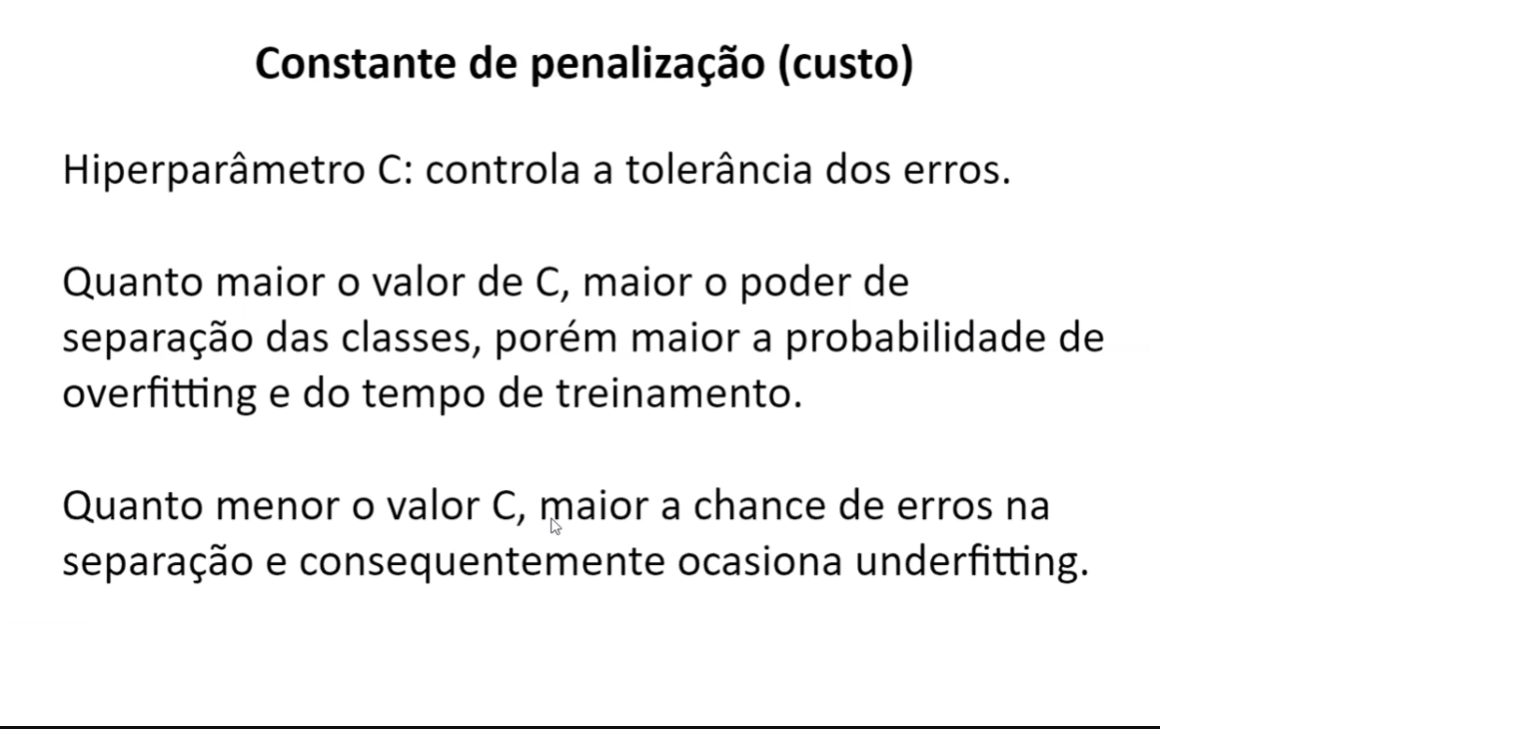 Constante de penalização (custo)
Hiperparâmetro C: controla a tolerância dos erros.
Quanto maior o valor de C, maior o poder de
separação das classes, porém maior a probabilidade de
overfitting e do tempo de treinamento.
Quanto menor o valor C, maior a chance de erros na
separação e consequentemente ocasiona underfitting.